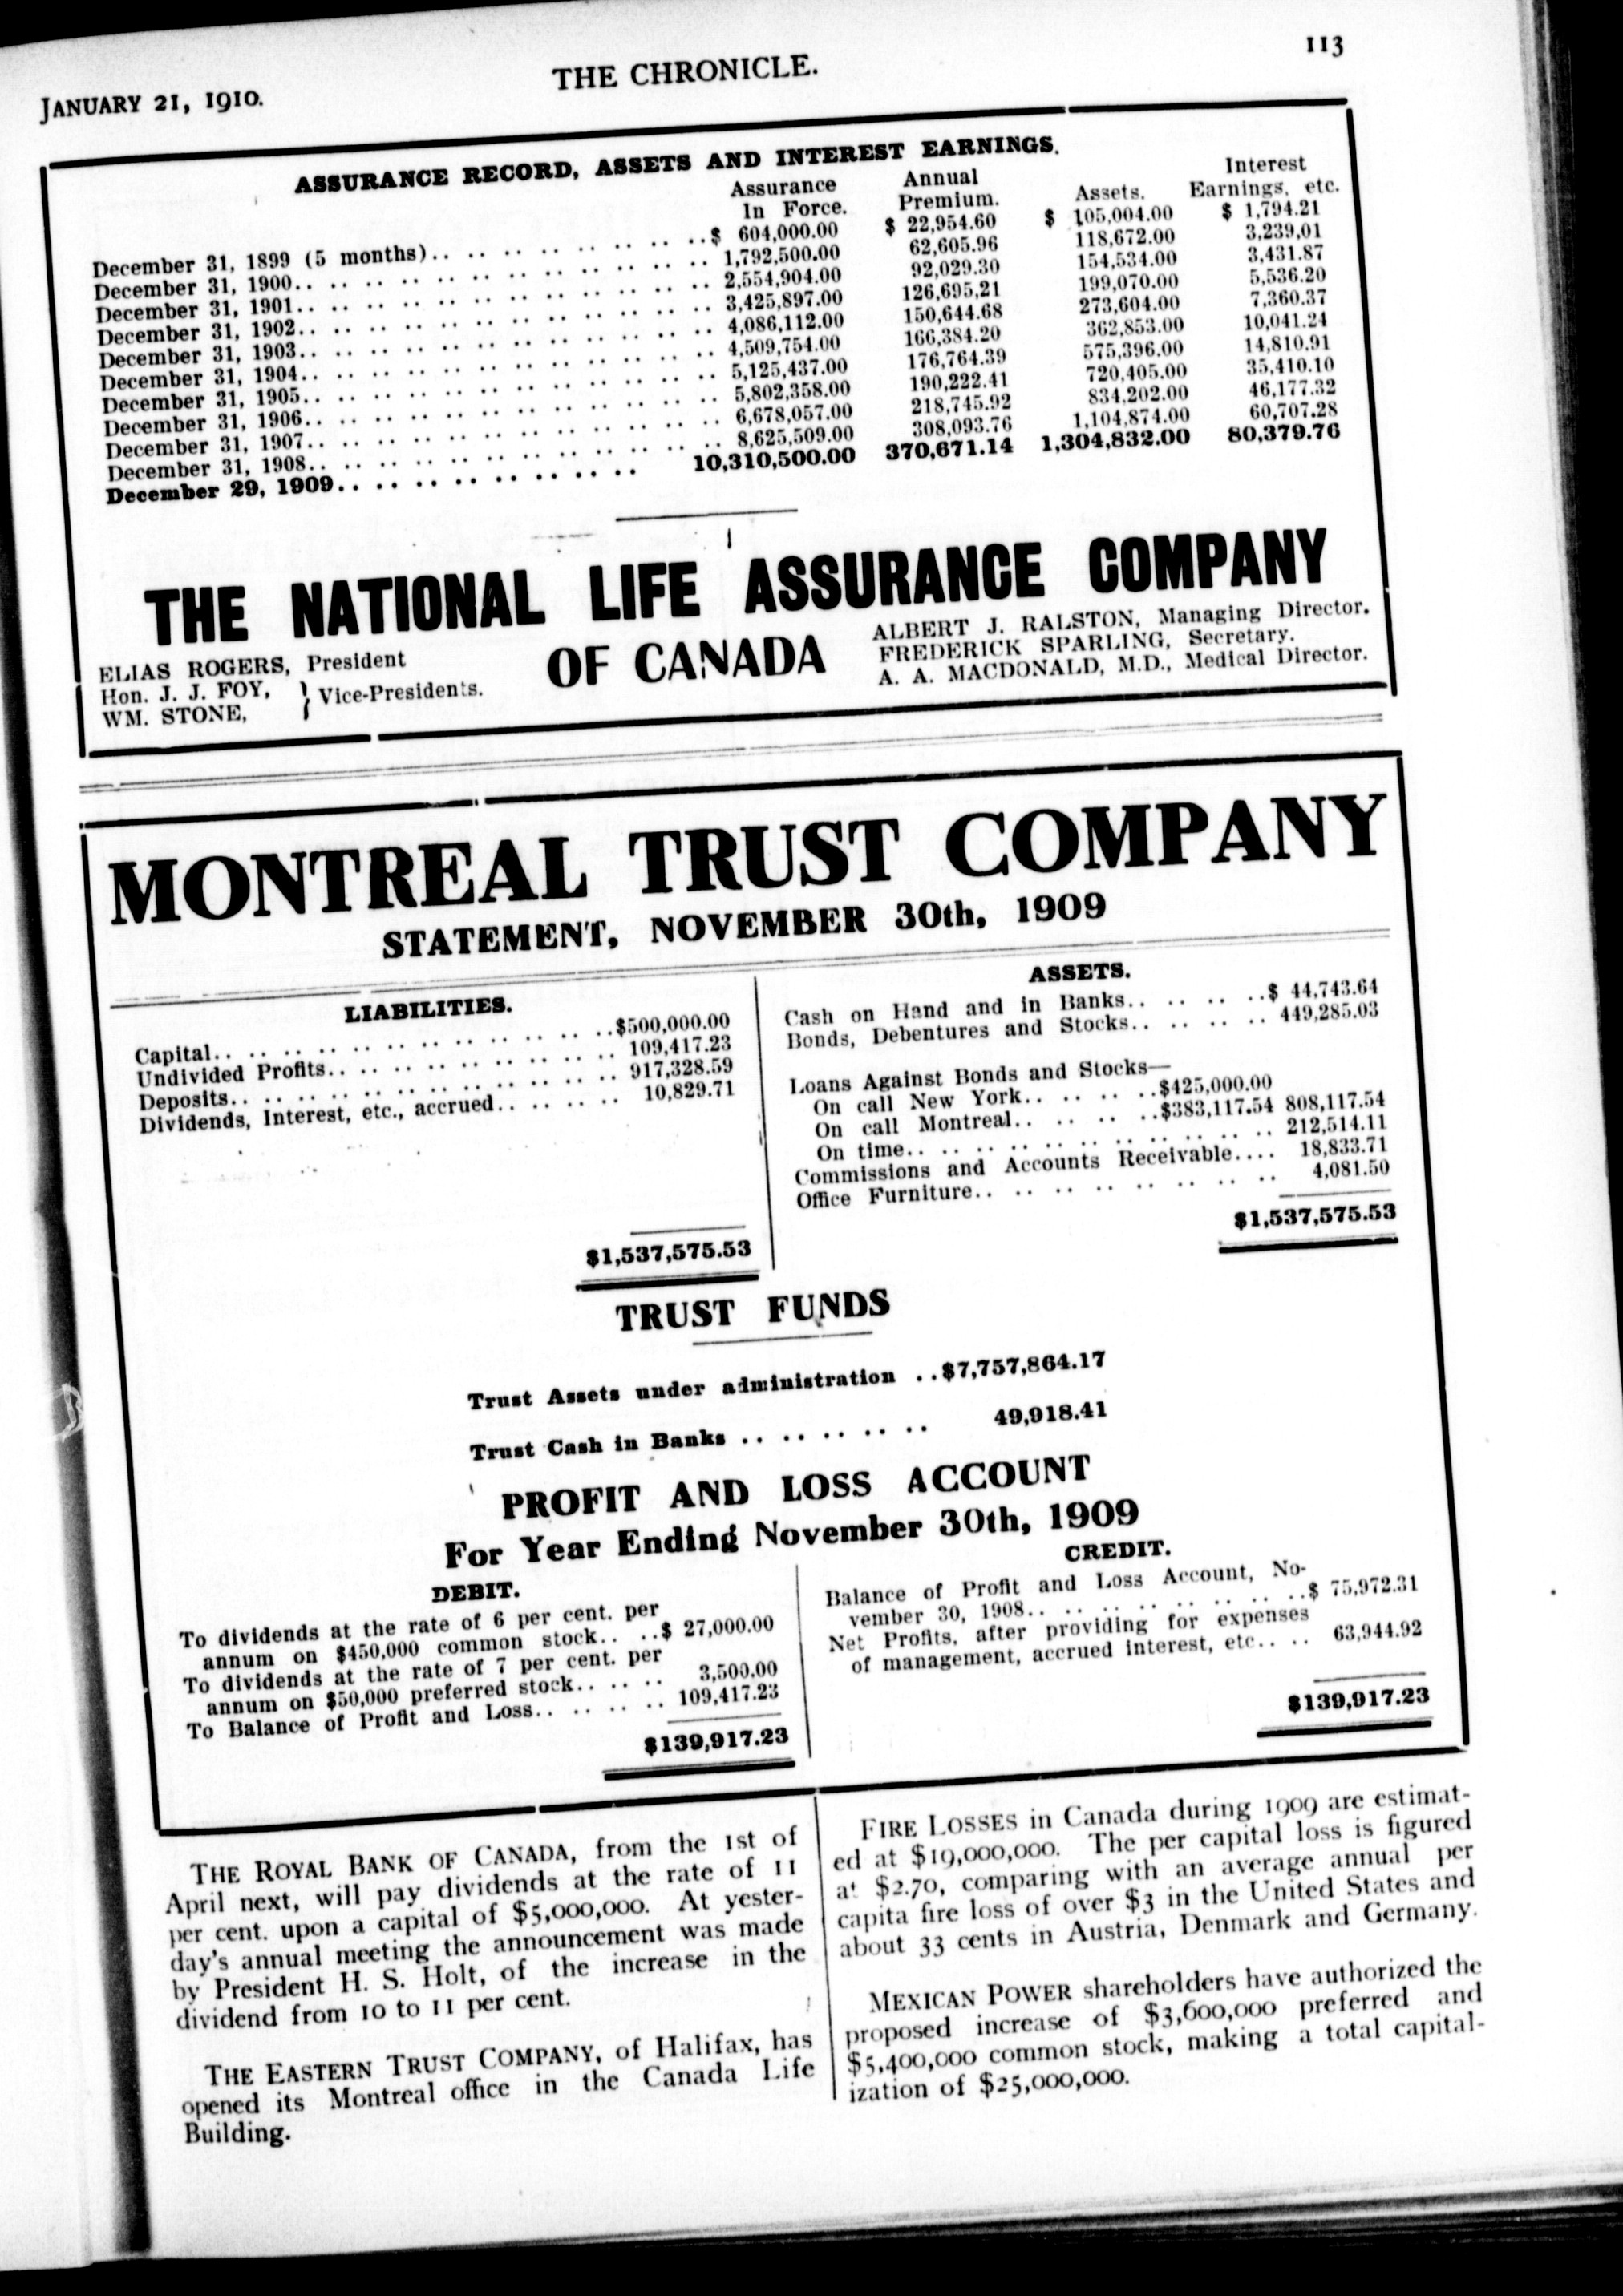 JANUARY 21, 1910.
THE CHRONICLE.
113
ASSURANCE RECORD, ASSETS AND INTEREST EARNINGS.
Assurance In Force. Annual Premium. Assets. Interest Earnings, etc.
December 31, 1899 (5 months).. .. .. .. .. .. .. ..$ 604,000.00 $ 22,954.60 $ 105,004.00 $ 1,794.21
December 31, 1900.. .. .. .. .. .. .. .. .. .. .. 1,792,500.00 62,605.96 118,672.00 3,239,01
December 31, 1901.. .. .. .. .. .. .. .. .. .. .. 2,554,904.00 92,029.30 154,534.00 3,431.87
December 31, 1902.. .. .. .. .. .. .. .. .. .. .. 3,425,897.00 126,695,21 199,070.00 5,536.20
December 31, 1903.. .. .. .. .. .. .. .. .. .. .. 4,086,112.00 150,644.68 273,604.00 7,360.37
December 31, 1904.. .. .. .. .. .. .. .. .. .. .. 4,509,754.00 166,384.20 362,853.00 10,041.24
December 31, 1905.. .. .. .. .. .. .. .. .. .. .. 5,125,437.00 176,764.39 575,396.00 14,810.91
December 31, 1906.. .. .. .. .. .. .. .. .. .. .. 5,802,358.00 190,222.41 720,405.00 35,410.10
December 31, 1907.. .. .. .. .. .. .. .. .. .. .. 6,678,057.00 218,745.92 834,202.00 46,177.32
December 31, 1908.. .. .. .. .. .. .. .. .. .. .. 8,625,509.00 308,093.76 1,104,874.00 60,707.28
December 29, 1909.. .. .. .. .. .. .. .. 10,310,500.00 370,671.14 1,304,832.00 80,379.76
THE NATIONAL LIFE ASSURANCE COMPANY
OF CANADA
ELIAS ROGERS, President
Hon. J. J. FOY, } Vice-Presidents.
WM. STONE,
ALBERT J. RALSTON, Managing Director.
FREDERICK SPARLING, Secretary.
A. A. MACDONALD, M.D., Medical Director.
MONTREAL TRUST COMPANY
STATEMENT, NOVEMBER 30th, 1909
LIABILITIES.
Capital.. .. .. .. .. .. .. .. .. .. ..$500,000.00
Undivided Profits.. .. .. .. .. .. .. .. 109,417.23
Deposits.. .. .. .. .. .. .. .. .. .. .. 917,328.59
Dividends, Interest, etc., accrued.. .. .. .. 10,829.71
$1,537,575.53
ASSETS.
Cash on Hand and in Banks.. .. .. ..$ 44,743.64
Bonds, Debentures and Stocks.. .. .. .. 449,285.03
Loans Against Bonds and Stocks—
On call New York.. .. .. ..$425,000.00
On call Montreal.. .. .. ..$383,117.54 808,117.54
On time.. .. .. .. .. .. .. .. .. .. 212,514.11
Commissions and Accounts Receivable.... 18,833.71
Office Furniture.. .. .. .. .. .. .. .. 4,081.50
$1,537,575.53
TRUST FUNDS
Trust Assets under administration ..$7,757,864.17
Trust Cash in Banks .. .. .. .. .. 49,918.41
PROFIT AND LOSS ACCOUNT
For Year Ending November 30th, 1909
DEBIT.
To dividends at the rate of 6 per cent. per
annum on $450,000 common stock.. ..$ 27,000.00
To dividends at the rate of 7 per cent. per
annum on $50,000 preferred stock.. .. .. 3,500.00
To Balance of Profit and Loss.. .. .. .. 109,417.23
$139,917.23
CREDIT.
Balance of Profit and Loss Account, No-
vember 30, 1908.. .. .. .. .. .. .. ..$ 75,972.31
Net Profits, after providing for expenses
of management, accrued interest, etc.. .. 63,944.92
$139,917.23
THE ROYAL BANK OF CANADA, from the 1st of
April next, will pay dividends at the rate of 11
per cent. upon a capital of $5,000,000. At yester-
day's annual meeting the announcement was made
by President H. S. Holt, of the increase in the
dividend from 10 to 11 per cent.
THE EASTERN TRUST COMPANY, of Halifax, has
opened its Montreal office in the Canada Life
Building.
FIRE LOSSES in Canada during 1909 are estimat-
ed at $19,000,000. The per capital loss is figured
at $2.70, comparing with an average annual per
capita fire loss of over $3 in the United States and
about 33 cents in Austria, Denmark and Germany.
MEXICAN POWER shareholders have authorized the
proposed increase of $3,600,000 preferred and
$5,400,000 common stock, making a total capital-
ization of $25,000,000.